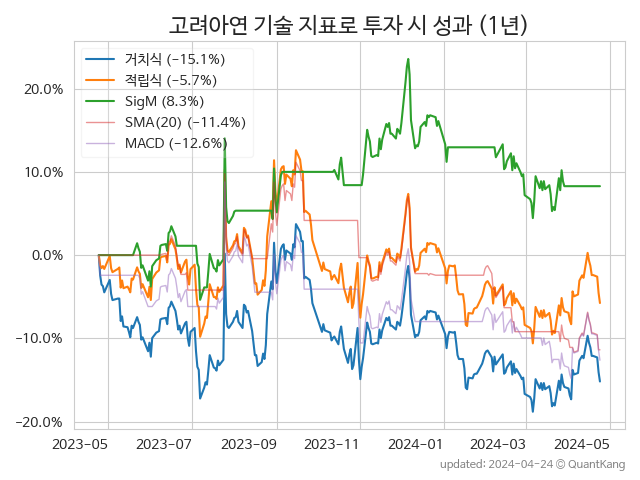 고려아연 기술 지표로 투자 시 성과 (1년)
거치식 (−15.1%)
적립식 (−5.7%)
SigM (8.3%)
SMA(20) (−11.4%)
MACD (−12.6%)
20.0%
10.0%
0.0%
−10.0%
−20.0%
2023-05 2023-07 2023-09 2023-11 2024-01 2024-03 2024-05
updated: 2024-04-24 © QuantKang